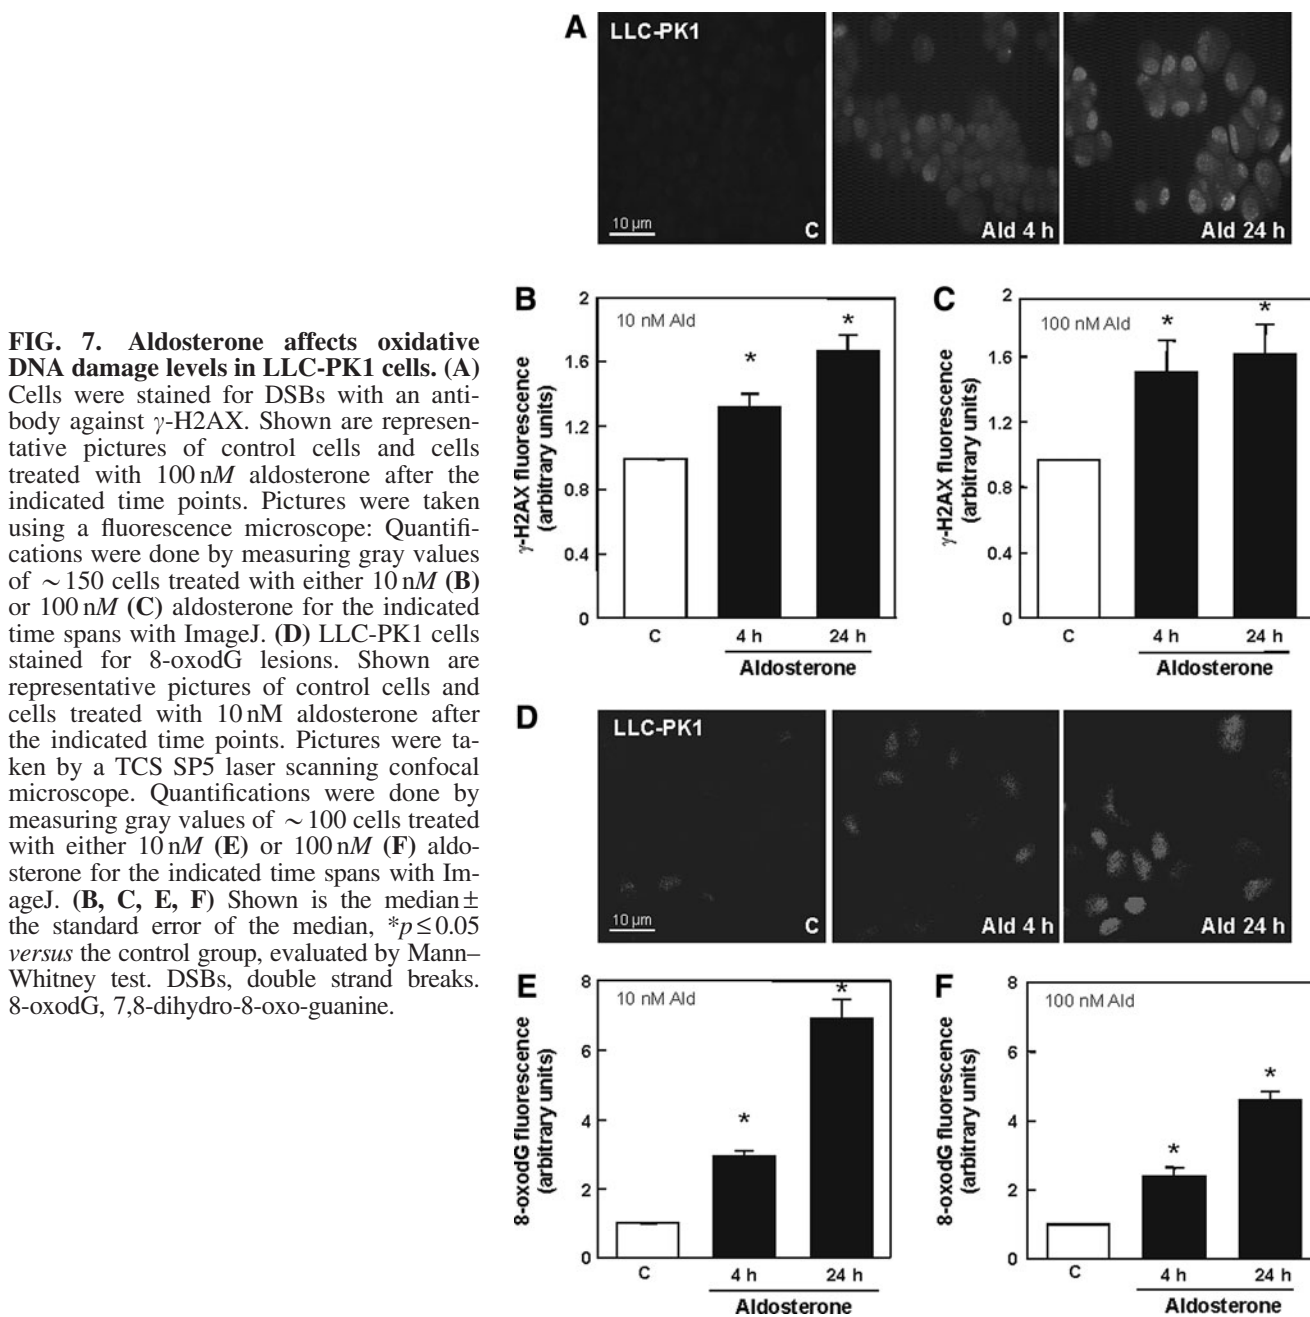 FIG. 7. Aldosterone affects oxidative
DNA damage levels in LLC-PK1 cells. (A)
Cells were stained for DSBs with an anti-
body against γ-H2AX. Shown are represen-
tative pictures of control cells and cells
treated with 100 nM aldosterone after the
indicated time points. Pictures were taken
using a fluorescence microscope: Quantifi-
cations were done by measuring gray values
of ~150 cells treated with either 10 nM (B)
or 100 nM (C) aldosterone for the indicated
time spans with ImageJ. (D) LLC-PK1 cells
stained for 8-oxodG lesions. Shown are
representative pictures of control cells and
cells treated with 10 nM aldosterone after
the indicated time points. Pictures were ta-
ken by a TCS SP5 laser scanning confocal
microscope. Quantifications were done by
measuring gray values of ~100 cells treated
with either 10 nM (E) or 100 nM (F) aldo-
sterone for the indicated time spans with Im-
ageJ. (B, C, E, F) Shown is the median ±
the standard error of the median, *p ≤ 0.05
versus the control group, evaluated by Mann–
Whitney test. DSBs, double strand breaks.
8-oxodG, 7,8-dihydro-8-oxo-guanine.
A
LLC-PK1
10 µm
C
Ald 4 h
Ald 24 h
B
γ-H2AX fluorescence
(arbitrary units)
2
1.6
1.2
0.8
0.4
0
10 nM Ald
*
*
C
4 h
24 h
Aldosterone
C
γ-H2AX fluorescence
(arbitrary units)
2
1.6
1.2
0.8
0.4
0
100 nM Ald
*
*
C
4 h
24 h
Aldosterone
D
LLC-PK1
10 µm
C
Ald 4 h
Ald 24 h
E
8-oxodG fluorescence
(arbitrary units)
8
6
4
2
0
10 nM Ald
*
*
C
4 h
24 h
Aldosterone
F
8-oxodG fluorescence
(arbitrary units)
8
6
4
2
0
100 nM Ald
*
*
C
4 h
24 h
Aldosterone